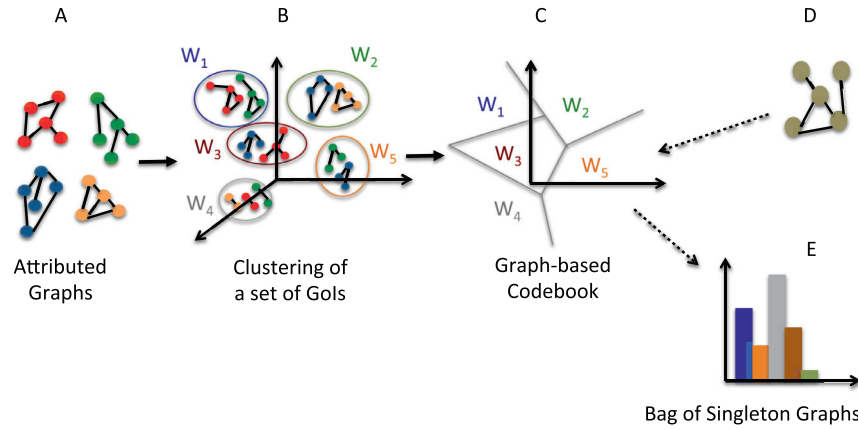 A
B
C
D
W1
W2
W3
W5
W4
W1
W2
W3
W5
W4
Attributed
Graphs
Clustering of
a set of GoIs
Graph-based
Codebook
E
Bag of Singleton Graphs